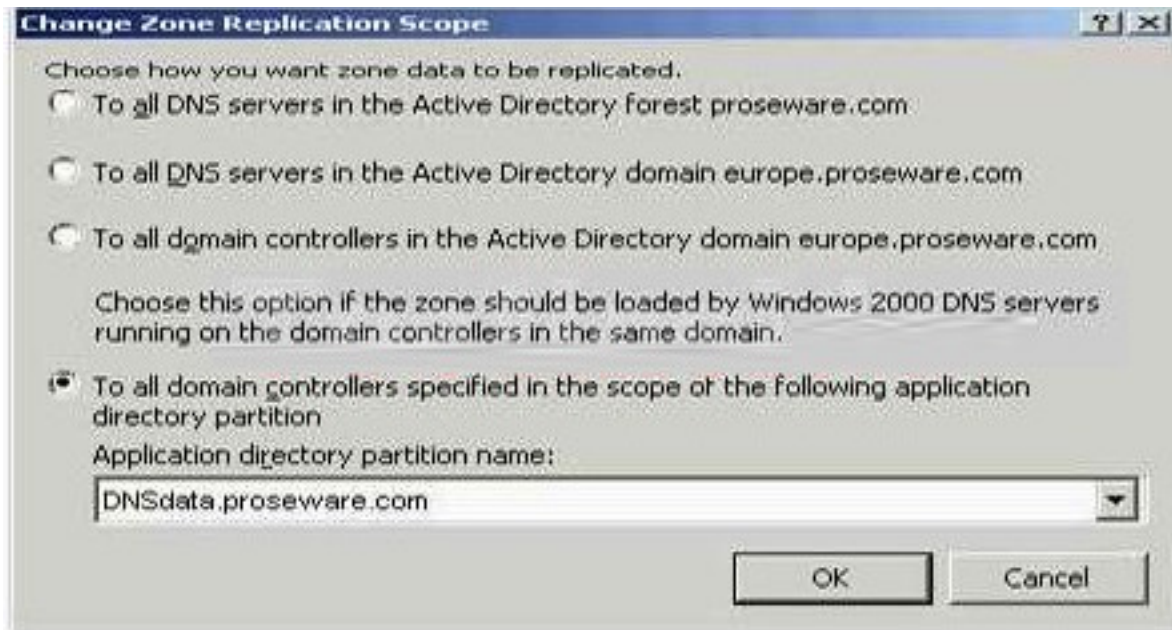 Change Zone Replication Scope
Choose how you want zone data to be replicated.
To all DNS servers in the Active Directory forest proseware.com
To all DNS servers in the Active Directory domain europe.proseware.com
To all domain controllers in the Active Directory domain europe.proseware.com
Choose this option if the zone should be loaded by Windows 2000 DNS servers
running on the domain controllers in the same domain.
To all domain controllers specified in the scope of the following application
directory partition
Application directory partition name:
DNSdata.proseware.com
OK Cancel